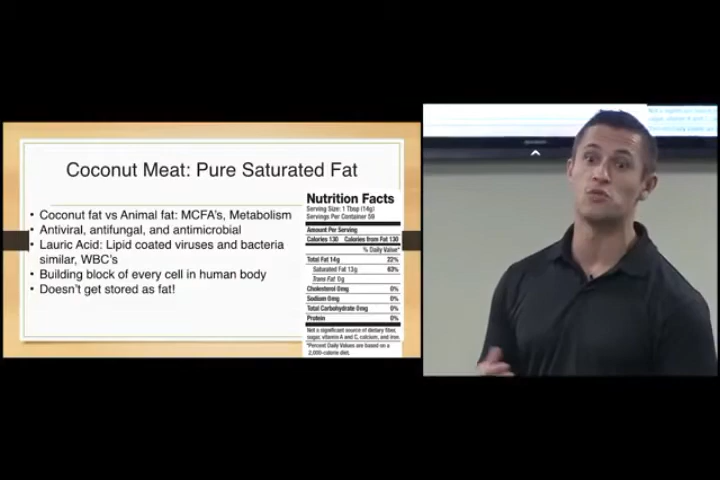 Coconut Meat: Pure Saturated Fat
• Coconut fat vs Animal fat: MCFA's, Metabolism
• Antiviral, antifungal, and antimicrobial
• Lauric Acid: Lipid coated viruses and bacteria
similar, WBC's
• Building block of every cell in human body
• Doesn't get stored as fat!
Nutrition Facts
Serving Size: 1 Tbsp (14g)
Servings Per Container 59
Amount Per Serving
Calories 130 Calories from Fat 130
% Daily Value*
Total Fat 14g 22%
Saturated Fat 13g 63%
Trans Fat 0g
Cholesterol 0mg 0%
Sodium 0mg 0%
Total Carbohydrate 0mg 0%
Protein 0%
Not a significant source of dietary fiber,
sugar, vitamin A and C, calcium, and iron.
*Percent Daily Values are based on a
2,000-calorie diet.